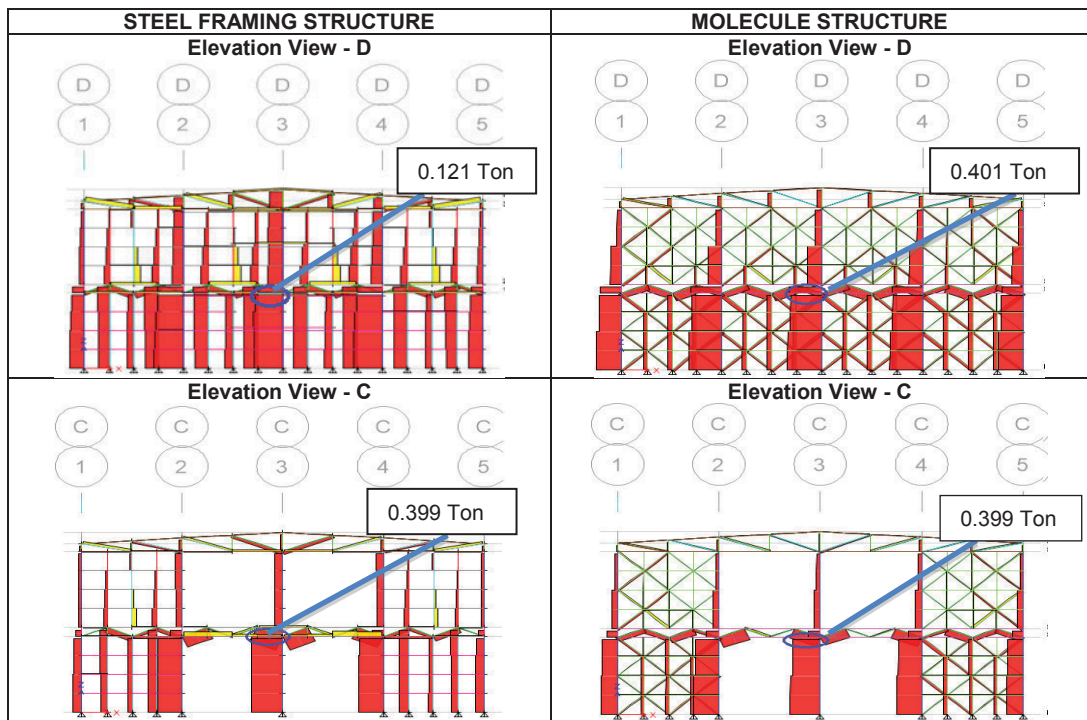 STEEL FRAMING STRUCTURE
MOLECULE STRUCTURE
Elevation View - D
Elevation View - D
D D D D D
1 2 3 4 5
0.121 Ton
D D D D D
1 2 3 4 5
0.401 Ton
X
X
Elevation View - C
Elevation View - C
C C C C C
1 2 3 4 5
0.399 Ton
C C C C C
1 2 3 4 5
0.399 Ton
X
X